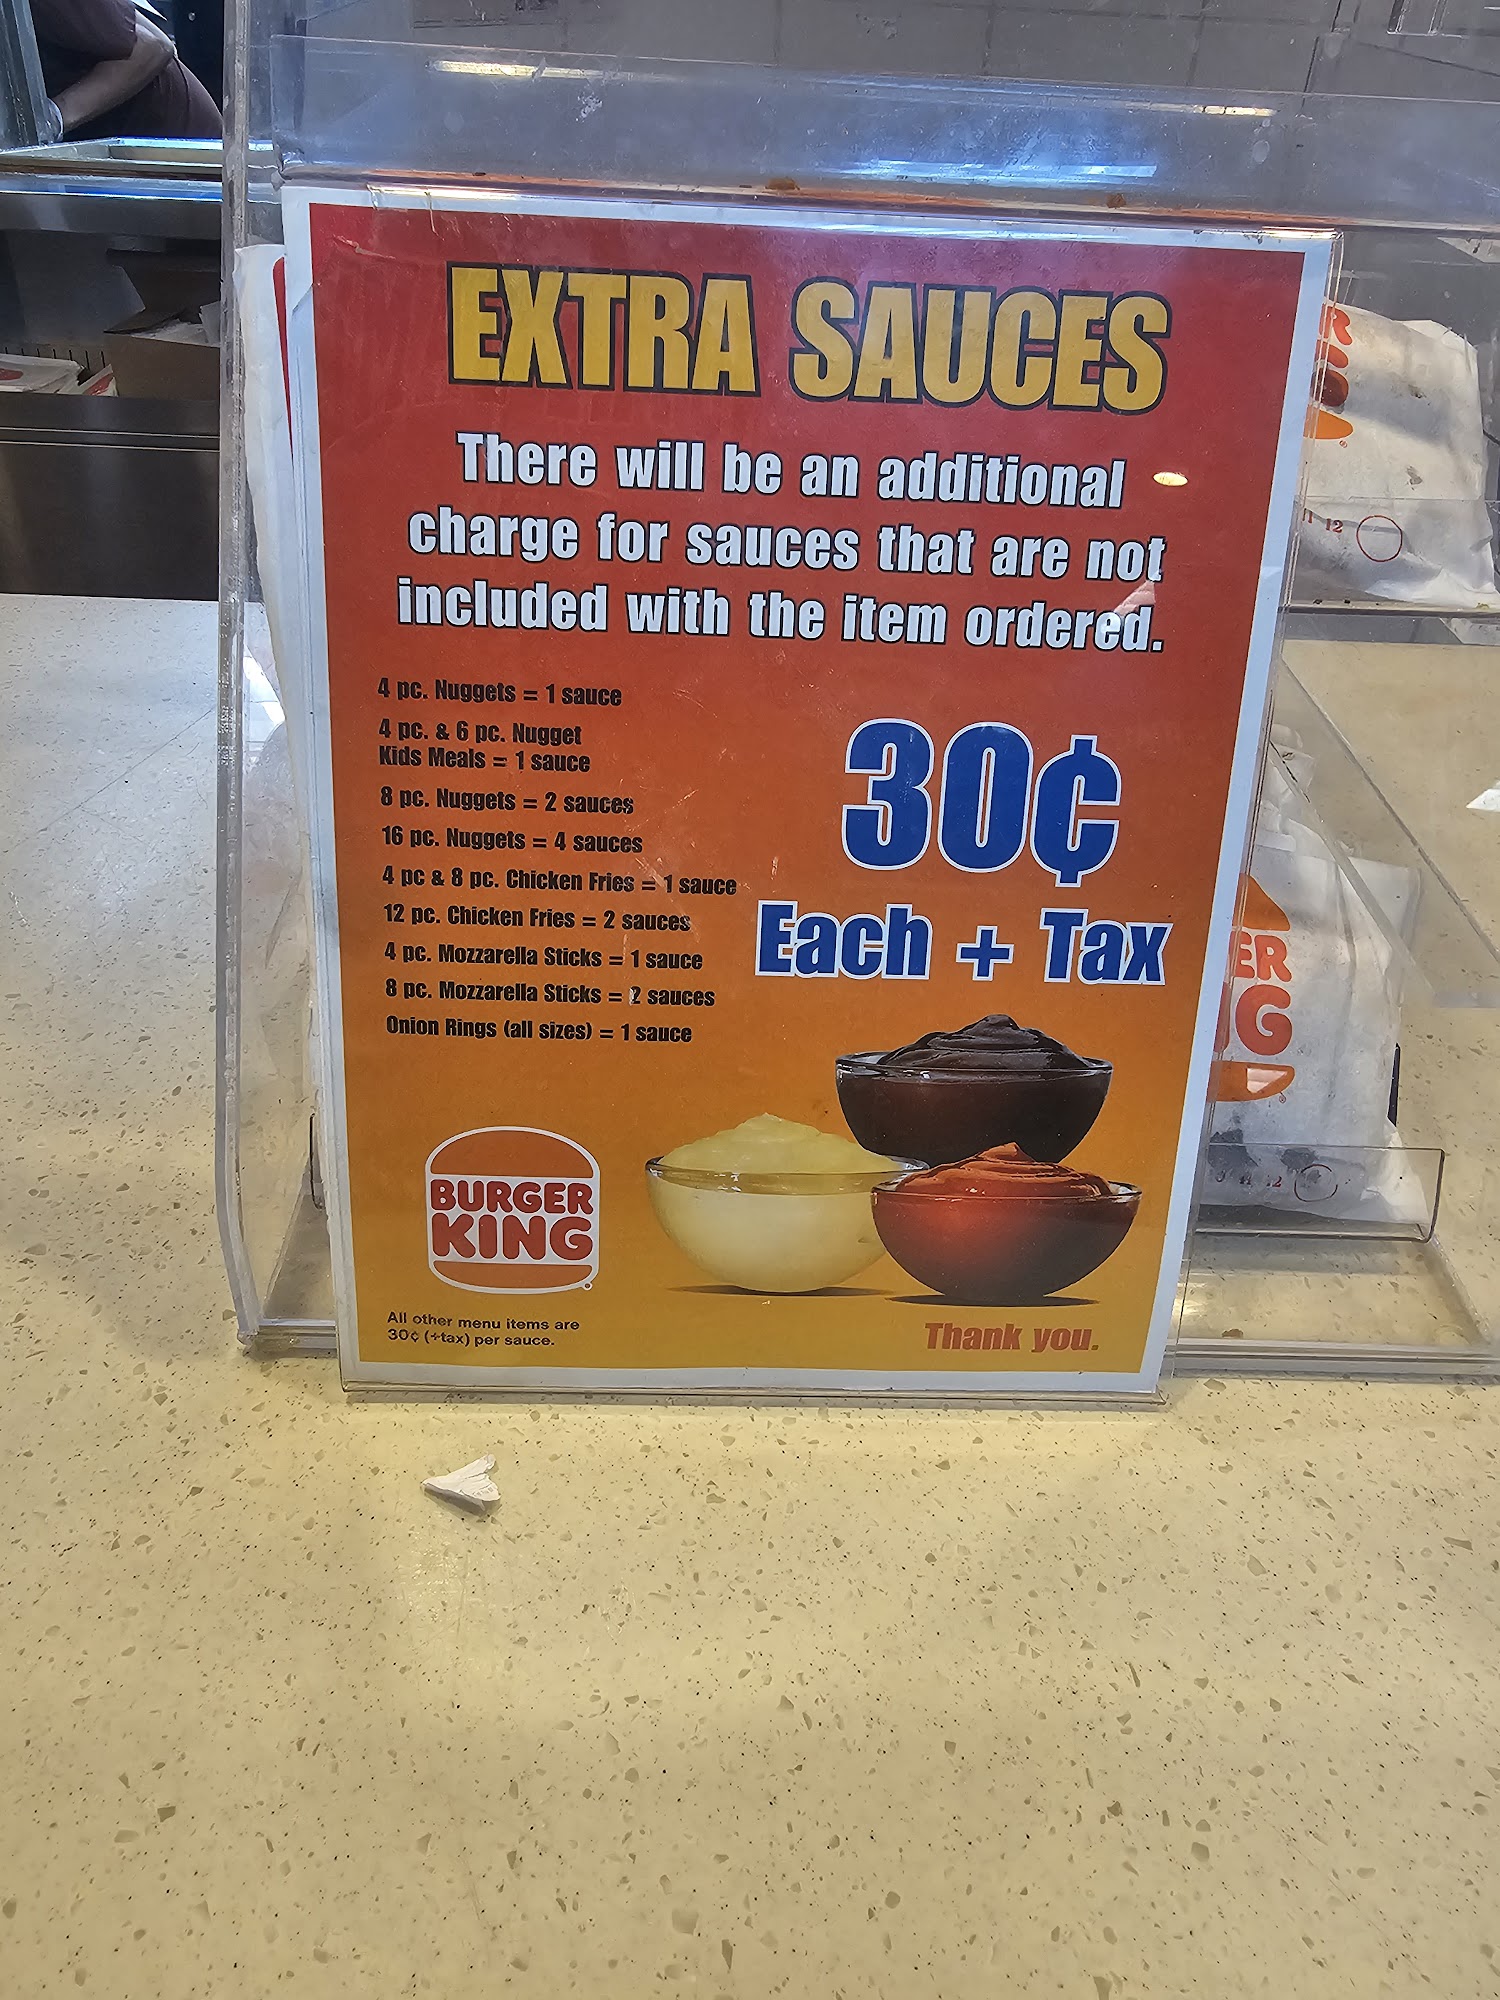 EXTRA SAUCES
There will be an additional
charge for sauces that are not
included with the item ordered.
4 pc. Nuggets = 1 sauce
4 pc. & 6 pc. Nugget
Kids Meals = 1 sauce
8 pc. Nuggets = 2 sauces
16 pc. Nuggets = 4 sauces
4 pc & 8 pc. Chicken Fries = 1 sauce
12 pc. Chicken Fries = 2 sauces
4 pc. Mozzarella Sticks = 1 sauce
8 pc. Mozzarella Sticks = 2 sauces
Onion Rings (all sizes) = 1 sauce
30¢
Each + Tax
BURGER
KING
All other menu items are
30¢ (+tax) per sauce.
Thank you.
R
11 12
ER
G
12